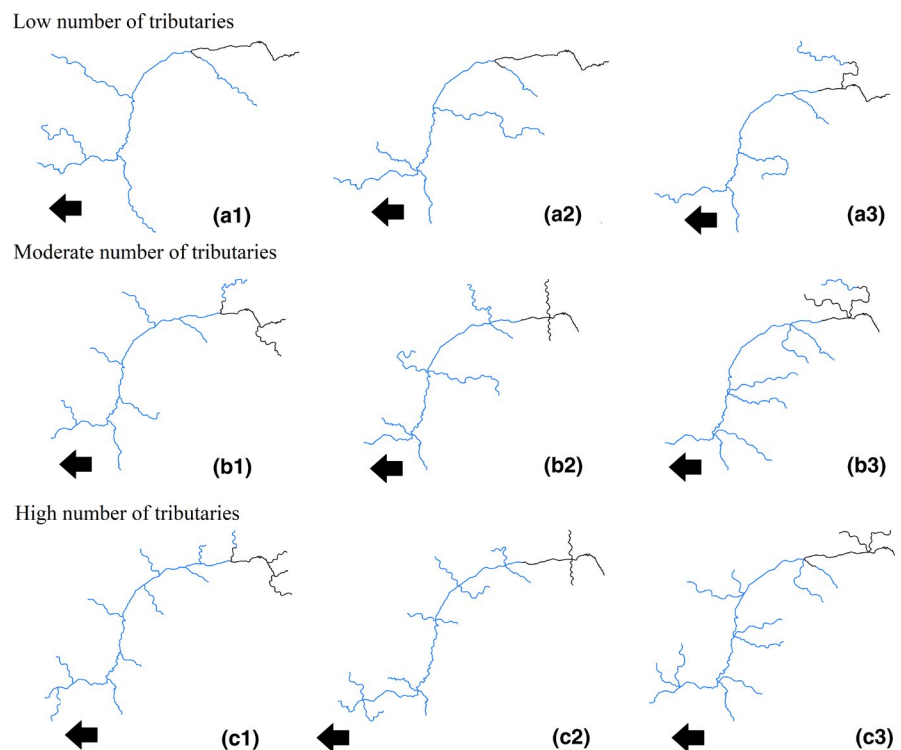 Low number of tributaries
(a1) (a2) (a3)
Moderate number of tributaries
(b1) (b2) (b3)
High number of tributaries
(c1) (c2) (c3)